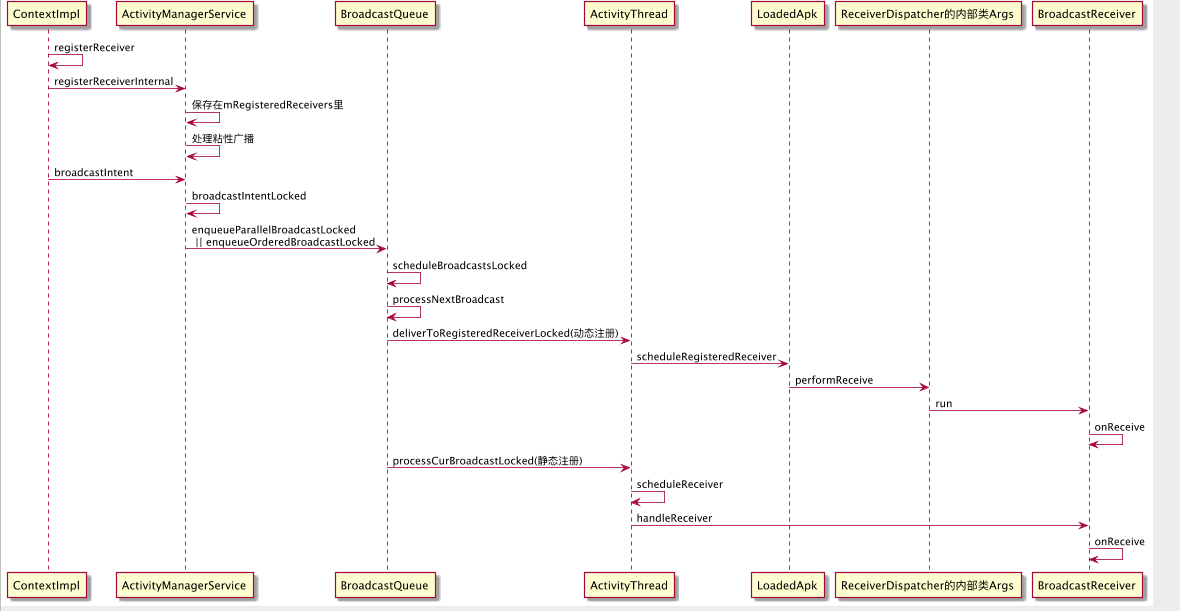 ContextImpl
ActivityManagerService
BroadcastQueue
ActivityThread
LoadedApk
ReceiverDispatcher的内部类Args
BroadcastReceiver
registerReceiver
registerReceiverInternal
保存在mRegisteredReceivers里
处理粘性广播
broadcastIntent
broadcastIntentLocked
enqueueParallelBroadcastLocked
|| enqueueOrderedBroadcastLocked
scheduleBroadcastsLocked
processNextBroadcast
deliverToRegisteredReceiverLocked(动态注册)
scheduleRegisteredReceiver
performReceive
run
onReceive
processCurBroadcastLocked(静态注册)
scheduleReceiver
handleReceiver
onReceive
ContextImpl
ActivityManagerService
BroadcastQueue
ActivityThread
LoadedApk
ReceiverDispatcher的内部类Args
BroadcastReceiver